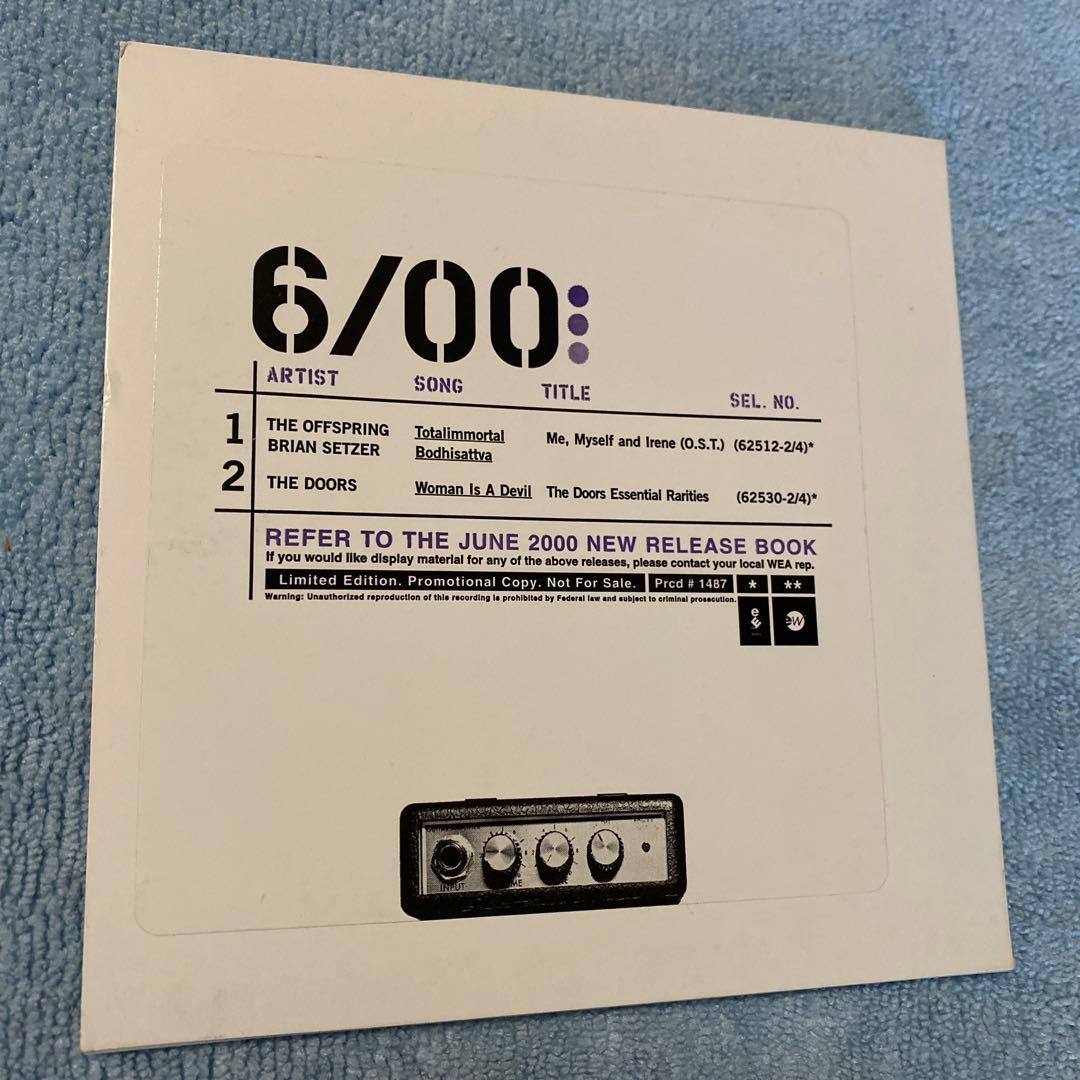 6/00
ARTIST SONG TITLE SEL. NO.
1 THE OFFSPRING Totalimmortal Me, Myself and Irene (O.S.T.) (62512-2/4)*
BRIAN SETZER Bodhisattva
2 THE DOORS Woman Is A Devil The Doors Essential Rarities (62530-2/4)*
REFER TO THE JUNE 2000 NEW RELEASE BOOK
If you would like display material for any of the above releases, please contact your local WEA rep.
Limited Edition. Promotional Copy. Not For Sale. Prcd # 1487 * **
Warning: Unauthorized reproduction of this recording is prohibited by Federal law and subject to criminal prosecution.
ew
INPUT